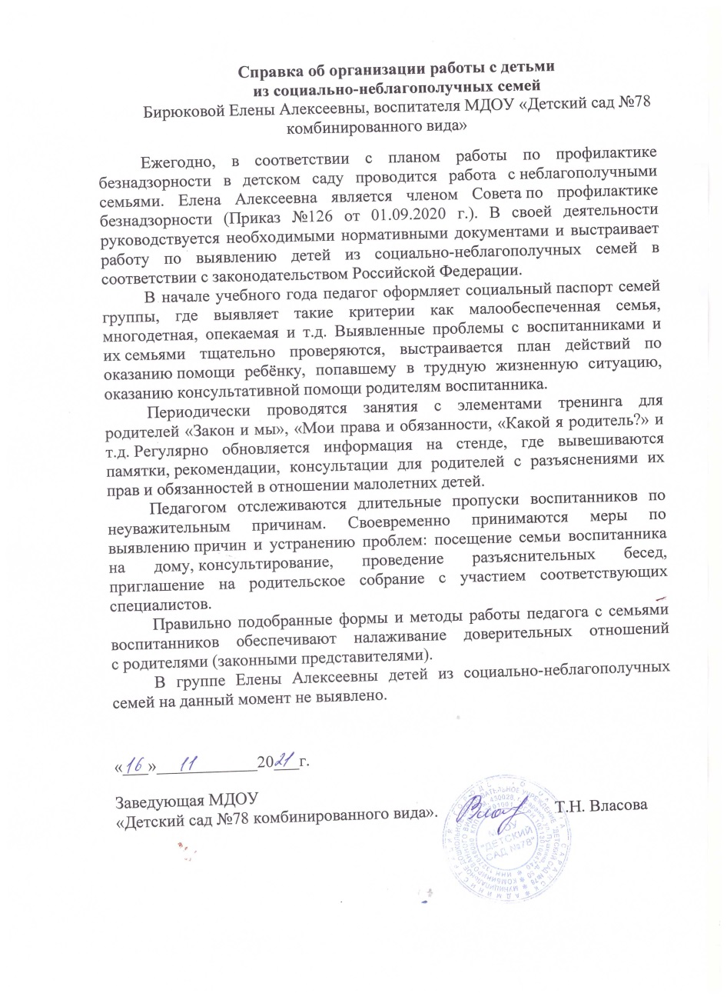 Справка об организации работы с детьми
из социально-неблагополучных семей
Бирюковой Елены Алексеевны, воспитателя МДОУ «Детский сад №78
комбинированного вида»
Ежегодно, в соответствии с планом работы по профилактике
безнадзорности в детском саду проводится работа с неблагополучными
семьями. Елена Алексеевна является членом Совета по профилактике
безнадзорности (Приказ №126 от 01.09.2020 г.). В своей деятельности
руководствуется необходимыми нормативными документами и выстраивает
работу по выявлению детей из социально-неблагополучных семей в
соответствии с законодательством Российской Федерации.
В начале учебного года педагог оформляет социальный паспорт семей
группы, где выявляет такие критерии как малообеспеченная семья,
многодетная, опекаемая и т.д. Выявленные проблемы с воспитанниками и
их семьями тщательно проверяются, выстраивается план действий по
оказанию помощи ребёнку, попавшему в трудную жизненную ситуацию,
оказанию консультативной помощи родителям воспитанника.
Периодически проводятся занятия с элементами тренинга для
родителей «Закон и мы», «Мои права и обязанности, «Какой я родитель?» и
т.д. Регулярно обновляется информация на стенде, где вывешиваются
памятки, рекомендации, консультации для родителей с разъяснениями их
прав и обязанностей в отношении малолетних детей.
Педагогом отслеживаются длительные пропуски воспитанников по
неуважительным причинам. Своевременно принимаются меры по
выявлению причин и устранению проблем: посещение семьи воспитанника
на дому, консультирование, проведение разъяснительных бесед,
приглашение на родительское собрание с участием соответствующих
специалистов.
Правильно подобранные формы и методы работы педагога с семьями
воспитанников обеспечивают налаживание доверительных отношений
с родителями (законными представителями).
В группе Елены Алексеевны детей из социально-неблагополучных
семей на данный момент не выявлено.
«16» 11 2021 г.
Заведующая МДОУ
«Детский сад №78 комбинированного вида». Т.Н. Власова
МДОУ
"ДЕТСКИЙ
САД №78"